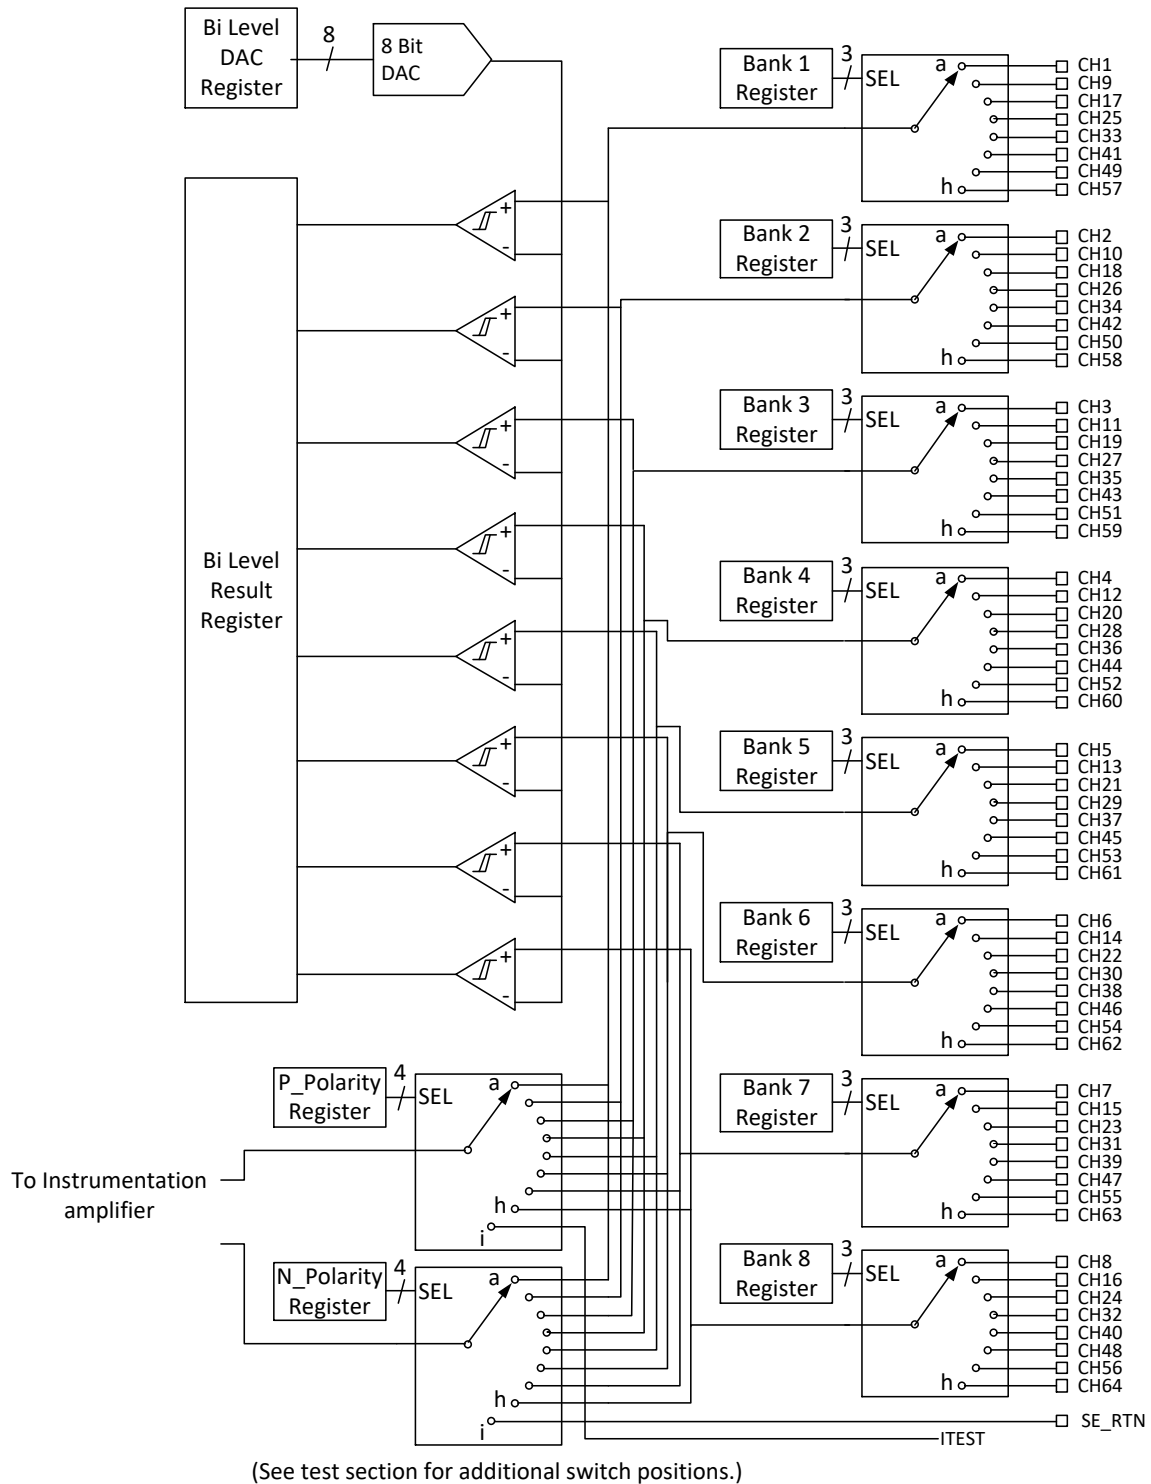 Bi Level
DAC
Register
8
8 Bit
DAC
Bank 1
Register
3
SEL
a
h
CH1
CH9
CH17
CH25
CH33
CH41
CH49
CH57
Bank 2
Register
3
SEL
a
h
CH2
CH10
CH18
CH26
CH34
CH42
CH50
CH58
Bank 3
Register
3
SEL
a
h
CH3
CH11
CH19
CH27
CH35
CH43
CH51
CH59
Bank 4
Register
3
SEL
a
h
CH4
CH12
CH20
CH28
CH36
CH44
CH52
CH60
Bank 5
Register
3
SEL
a
h
CH5
CH13
CH21
CH29
CH37
CH45
CH53
CH61
Bank 6
Register
3
SEL
a
h
CH6
CH14
CH22
CH30
CH38
CH46
CH54
CH62
Bank 7
Register
3
SEL
a
h
CH7
CH15
CH23
CH31
CH39
CH47
CH55
CH63
Bank 8
Register
3
SEL
a
h
CH8
CH16
CH24
CH32
CH40
CH48
CH56
CH64
Bi Level
Result
Register
+
-
+
-
+
-
+
-
+
-
+
-
+
-
+
-
P_Polarity
Register
4
SEL
a
h
i
To Instrumentation
amplifier
N_Polarity
Register
4
SEL
a
h
i
SE_RTN
ITEST
(See test section for additional switch positions.)